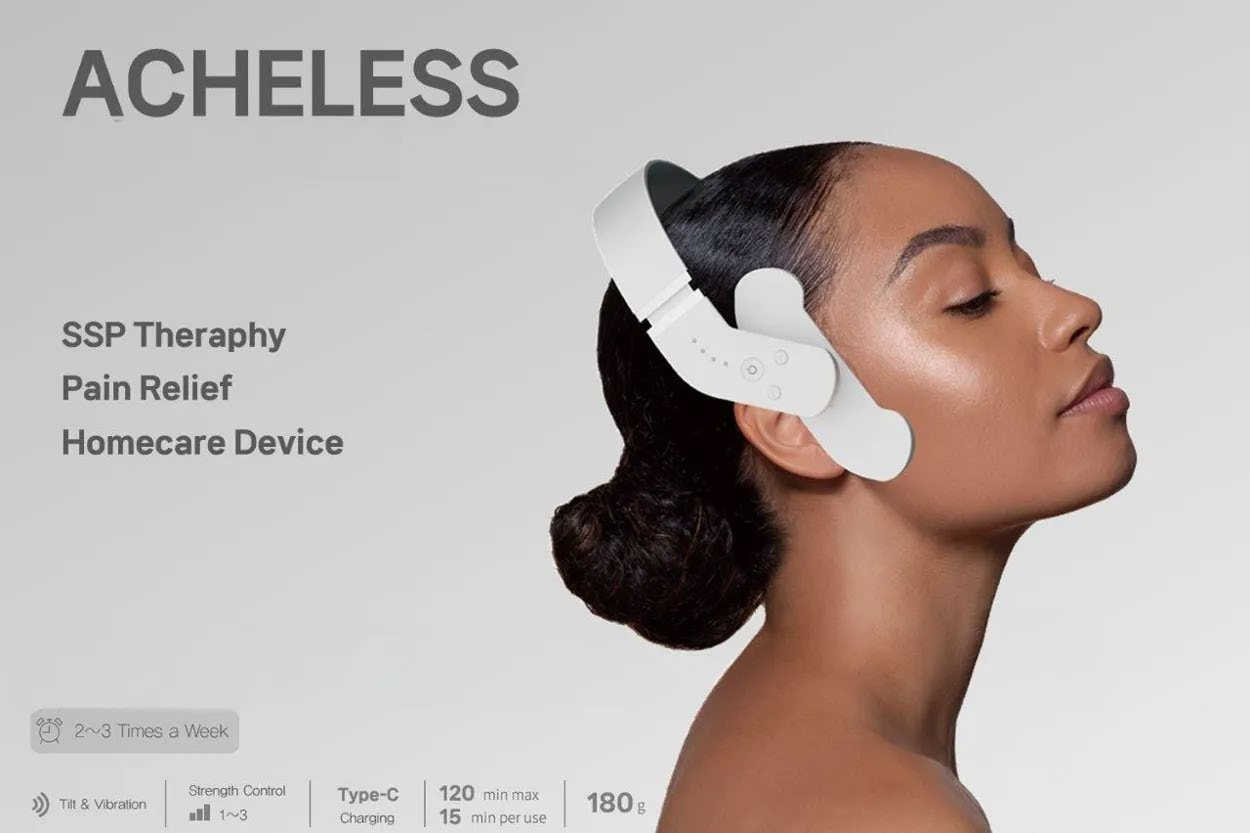 ACHELESS
SSP Theraphy
Pain Relief
Homecare Device
2~3 Times a Week
Tilt & Vibration
Strength Control
1~3
Type-C
Charging
120 min max
15 min per use
180 g